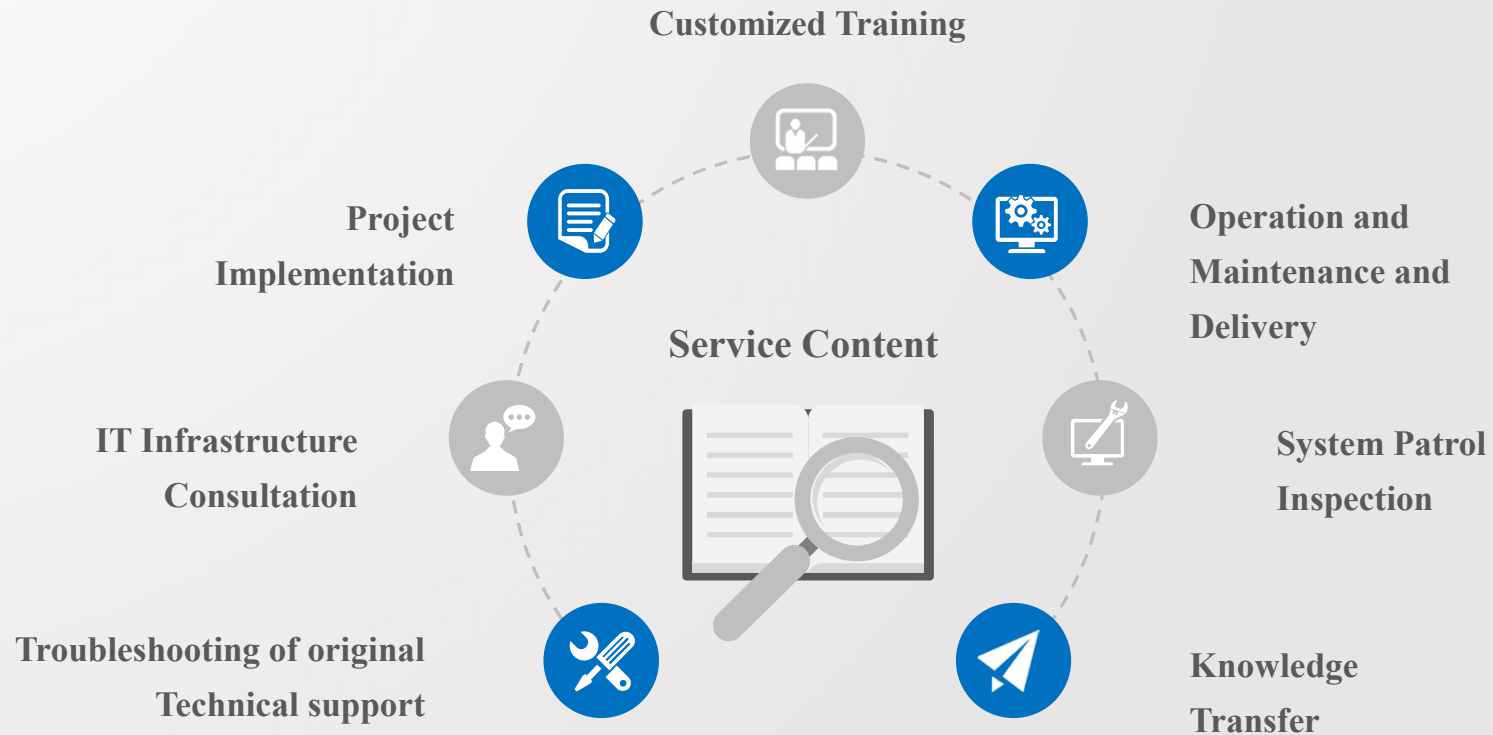 Customized Training
Project
Implementation
Operation and
Maintenance and
Delivery
Service Content
IT Infrastructure
Consultation
System Patrol
Inspection
Troubleshooting of original
Technical support
Knowledge
Transfer